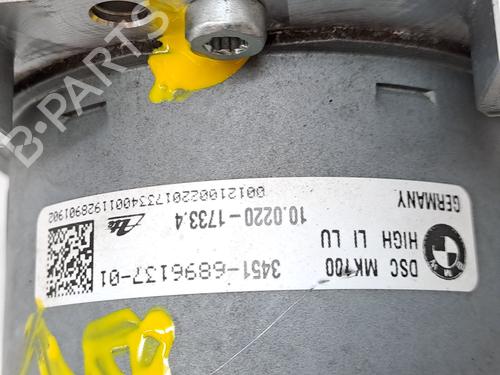 DSC MK100
HIGH LI LU
GERMANY
3451-6896137-01
10.0220-1733.4
0012100220173340011928901902
B-PARTS